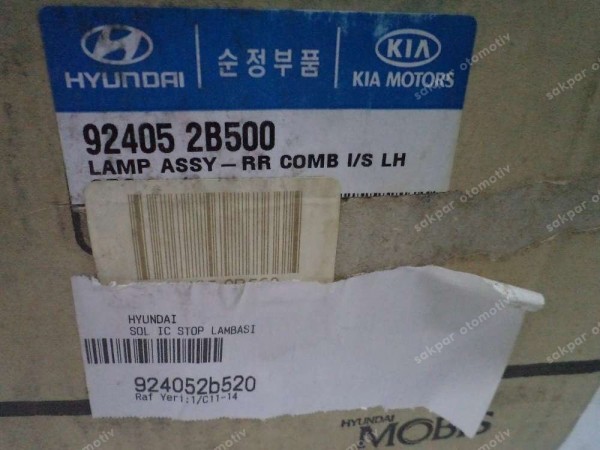 HYUNDAI
순정부품
KIA
KIA MOTORS
92405 2B500
LAMP ASSY-RR COMB I/S LH
HYUNDAI
SOL IC STOP LAMBASI
924052b520
Raf Yeri:1/C11-14
HYUNDAI
MOBIS
sakpar otomotiv